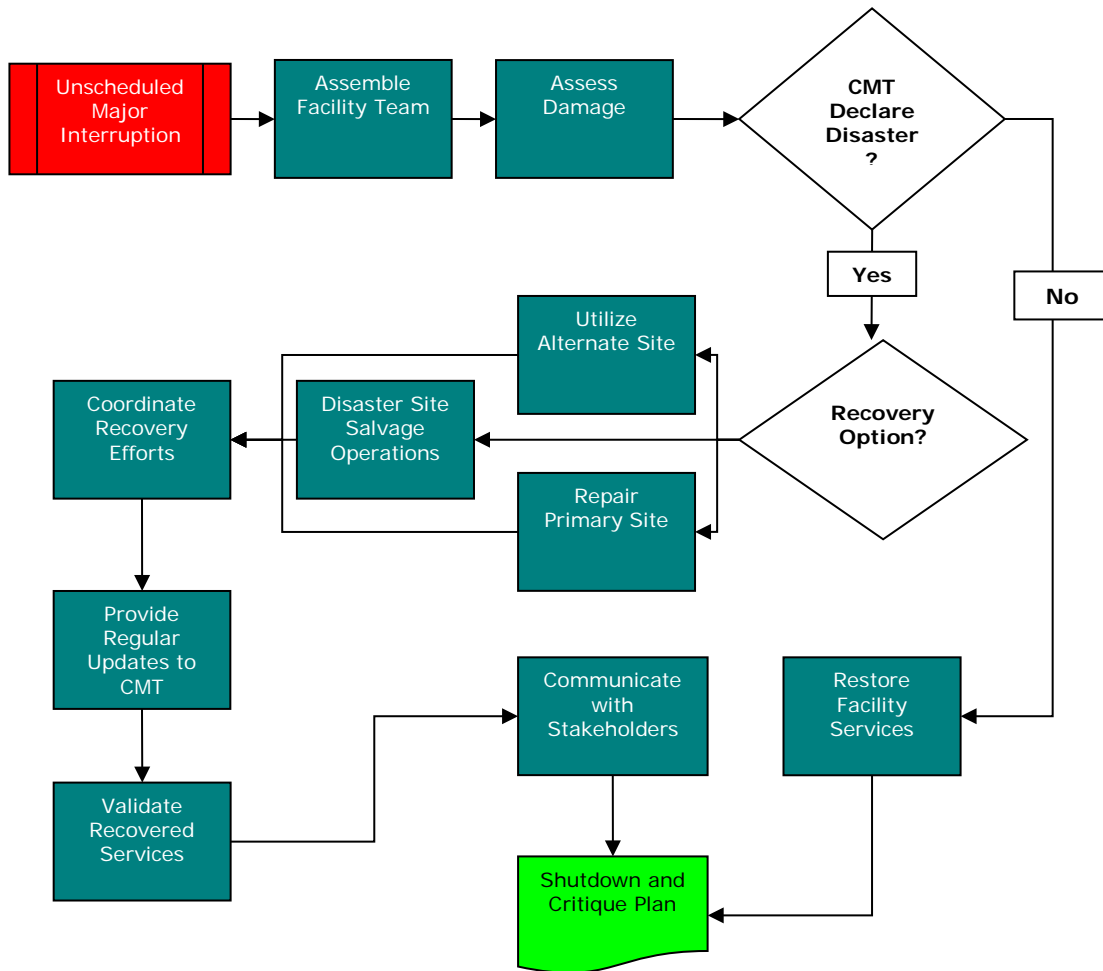 Unscheduled
Major
Interruption
Assemble
Facility Team
Assess
Damage
CMT
Declare
Disaster
?
Yes
No
Utilize
Alternate Site
Coordinate
Recovery
Efforts
Disaster Site
Salvage
Operations
Recovery
Option?
Repair
Primary Site
Provide
Regular
Updates to
CMT
Communicate
with
Stakeholders
Restore
Facility
Services
Validate
Recovered
Services
Shutdown and
Critique Plan